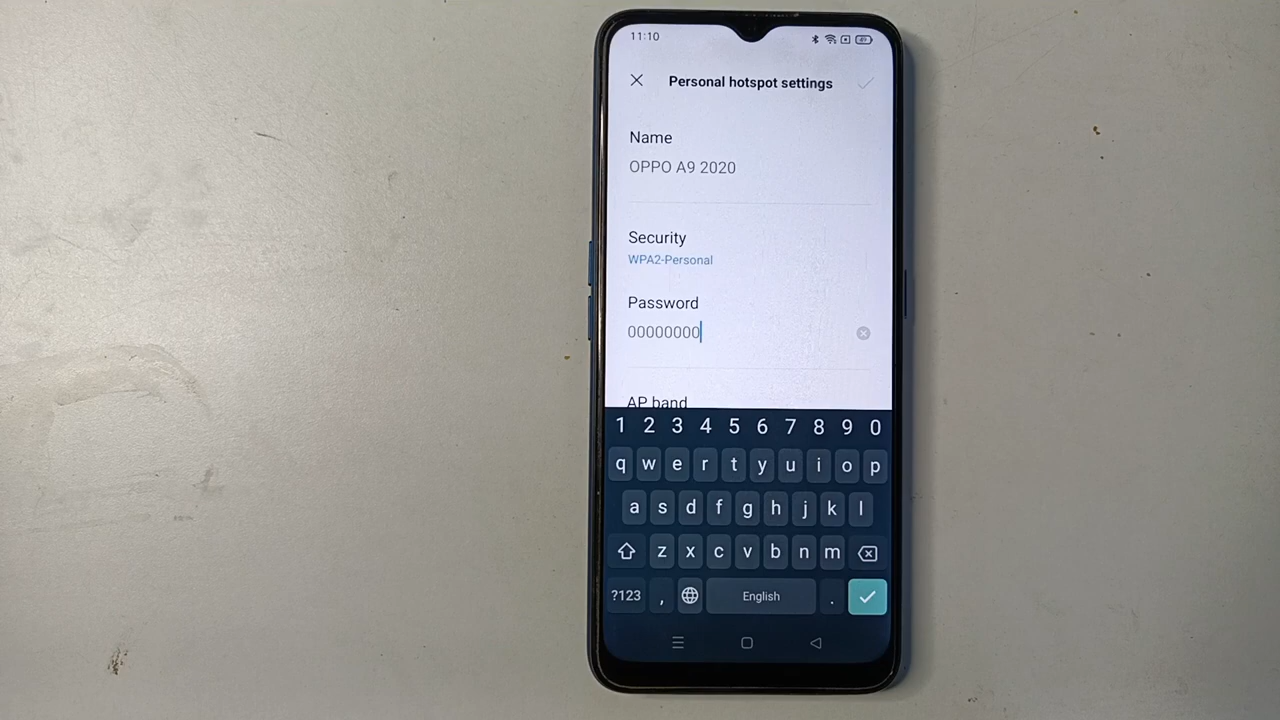 11:10
Personal hotspot settings
Name
OPPO A9 2020
Security
WPA2-Personal
Password
00000000
AP band
1 2 3 4 5 6 7 8 9 0
q w e r t y u i o p
a s d f g h j k l
z x c v b n m
?123 , English .